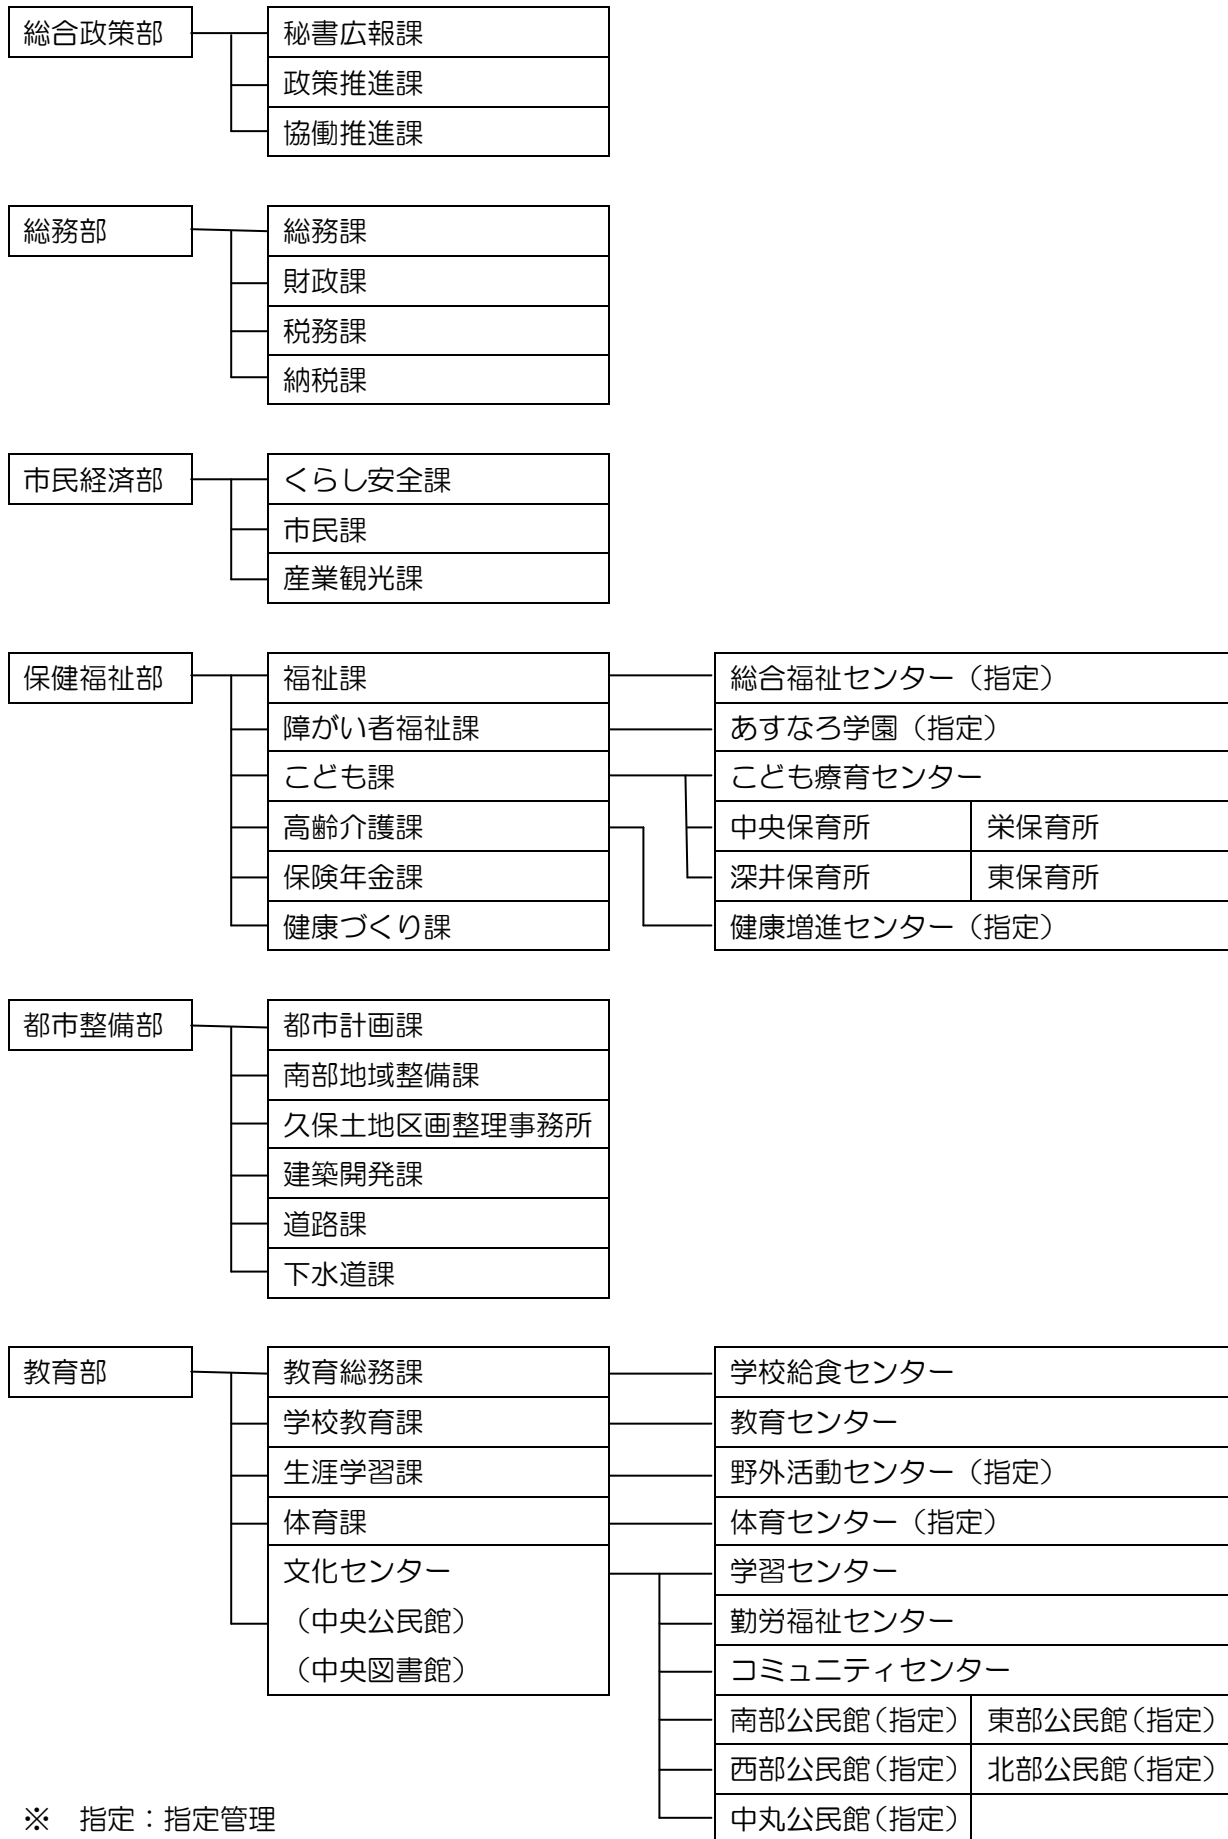 総合政策部 秘書広報課
政策推進課
協働推進課
総務部 総務課
財政課
税務課
納税課
市民経済部 くらし安全課
市民課
産業観光課
保健福祉部 福祉課 総合福祉センター（指定）
障がい者福祉課 あすなろ学園（指定）
こども課 こども療育センター
高齢介護課 中央保育所 栄保育所
保険年金課 深井保育所 東保育所
健康づくり課 健康増進センター（指定）
都市整備部 都市計画課
南部地域整備課
久保土地区画整理事務所
建築開発課
道路課
下水道課
教育部 教育総務課 学校給食センター
学校教育課 教育センター
生涯学習課 野外活動センター（指定）
体育課 体育センター（指定）
文化センター 学習センター
（中央公民館） 勤労福祉センター
（中央図書館） コミュニティセンター
南部公民館（指定） 東部公民館（指定）
西部公民館（指定） 北部公民館（指定）
※　指定：指定管理 中丸公民館（指定）